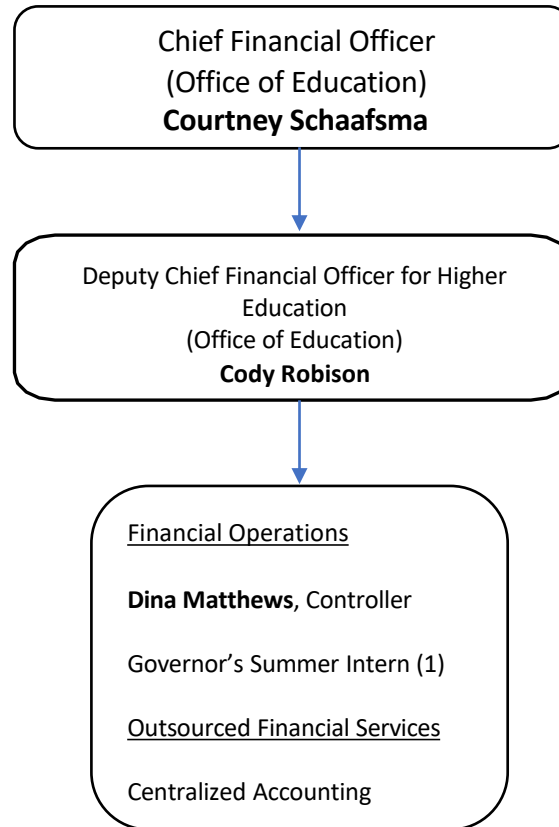 Chief Financial Officer
(Office of Education)
Courtney Schaafsma
Deputy Chief Financial Officer for Higher
Education
(Office of Education)
Cody Robison
Financial Operations
Dina Matthews, Controller
Governor’s Summer Intern (1)
Outsourced Financial Services
Centralized Accounting